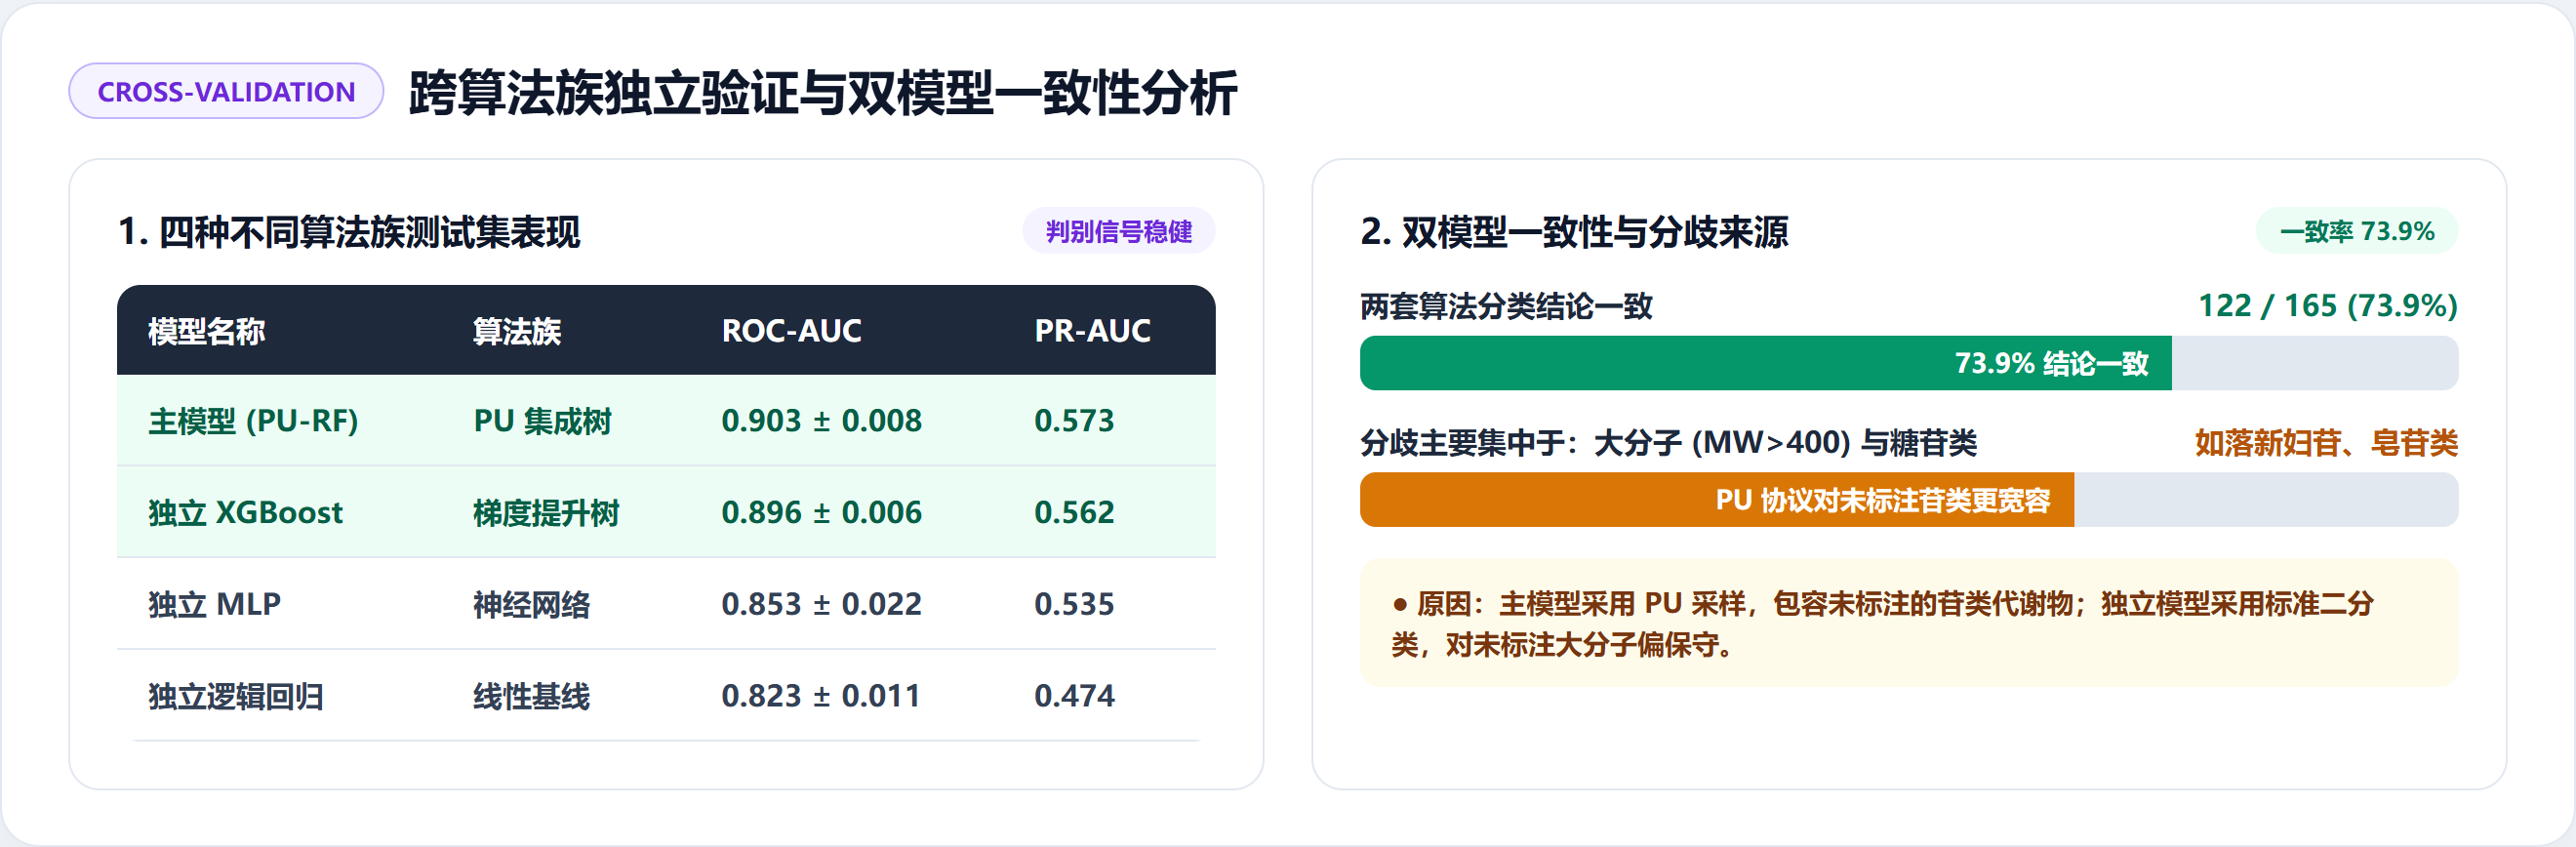 CROSS-VALIDATION 跨算法族独立验证与双模型一致性分析
1. 四种不同算法族测试集表现 判别信号稳健
模型名称 算法族 ROC-AUC PR-AUC
主模型 (PU-RF) PU 集成树 0.903 ± 0.008 0.573
独立 XGBoost 梯度提升树 0.896 ± 0.006 0.562
独立 MLP 神经网络 0.853 ± 0.022 0.535
独立逻辑回归 线性基线 0.823 ± 0.011 0.474
2. 双模型一致性与分歧来源 一致率 73.9%
两套算法分类结论一致 122 / 165 (73.9%)
73.9% 结论一致
分歧主要集中于：大分子 (MW>400) 与糖苷类 如落新妇苷、皂苷类
PU 协议对未标注苷类更宽容
● 原因：主模型采用 PU 采样，包容未标注的苷类代谢物；独立模型采用标准二分
类，对未标注大分子偏保守。